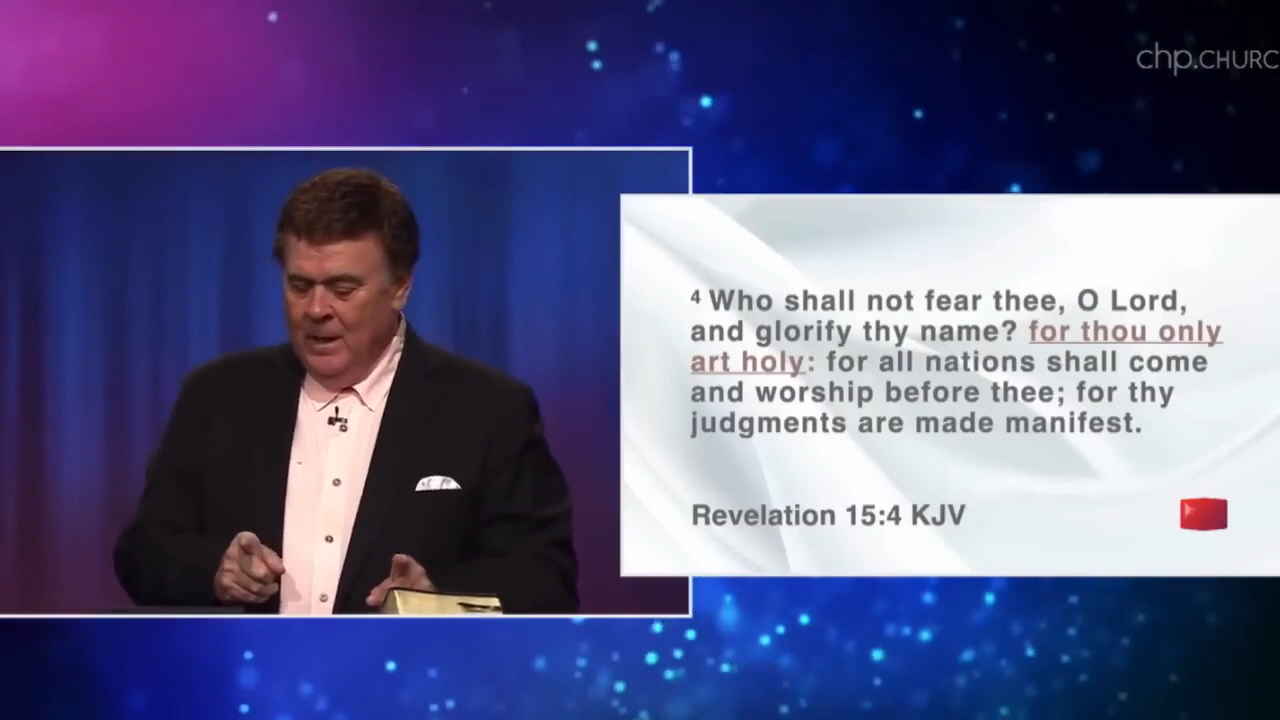 chp.CHURC
4 Who shall not fear thee, O Lord,
and glorify thy name? for thou only
art holy: for all nations shall come
and worship before thee; for thy
judgments are made manifest.
Revelation 15:4 KJV